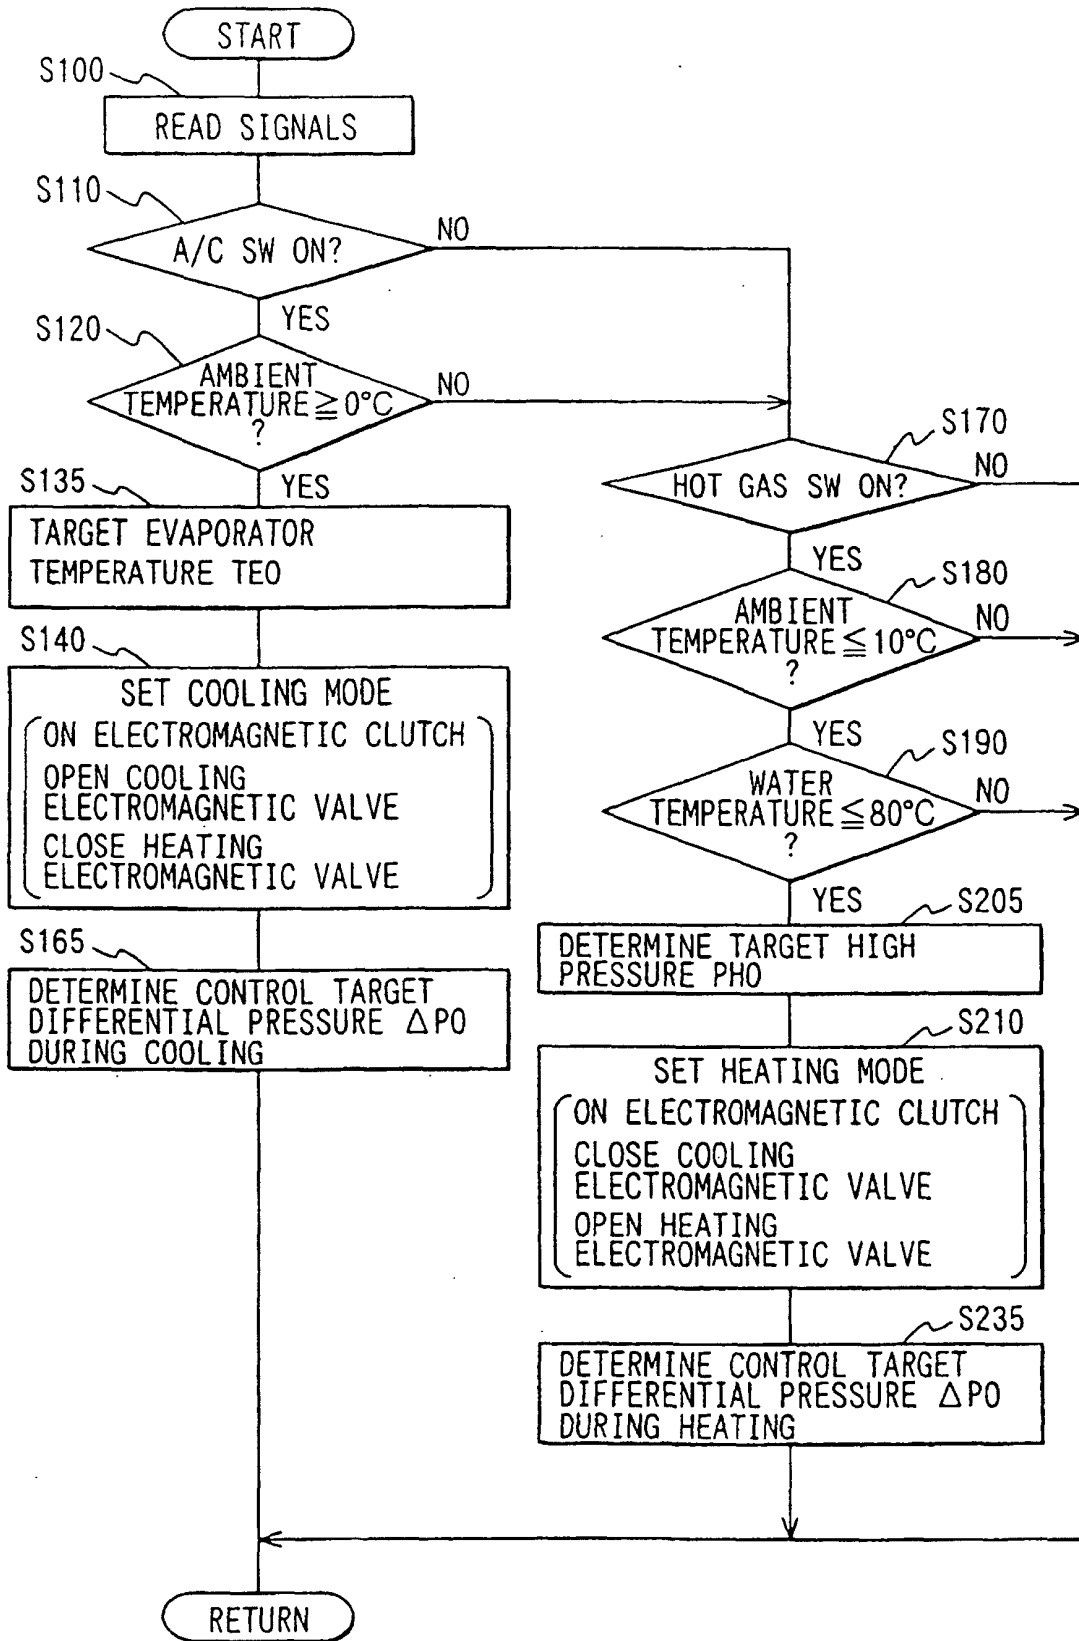 START
S100
READ SIGNALS
S110
A/C SW ON?
NO
YES
S120
AMBIENT
TEMPERATURE ≧ 0°C
?
NO
YES
S135
TARGET EVAPORATOR
TEMPERATURE TEO
S140
SET COOLING MODE
ON ELECTROMAGNETIC CLUTCH
OPEN COOLING
ELECTROMAGNETIC VALVE
CLOSE HEATING
ELECTROMAGNETIC VALVE
S165
DETERMINE CONTROL TARGET
DIFFERENTIAL PRESSURE △PO
DURING COOLING
S170
HOT GAS SW ON?
NO
YES
S180
AMBIENT
TEMPERATURE ≦ 10°C
?
NO
YES
S190
WATER
TEMPERATURE ≦ 80°C
?
NO
YES
S205
DETERMINE TARGET HIGH
PRESSURE PHO
S210
SET HEATING MODE
ON ELECTROMAGNETIC CLUTCH
CLOSE COOLING
ELECTROMAGNETIC VALVE
OPEN HEATING
ELECTROMAGNETIC VALVE
S235
DETERMINE CONTROL TARGET
DIFFERENTIAL PRESSURE △PO
DURING HEATING
RETURN